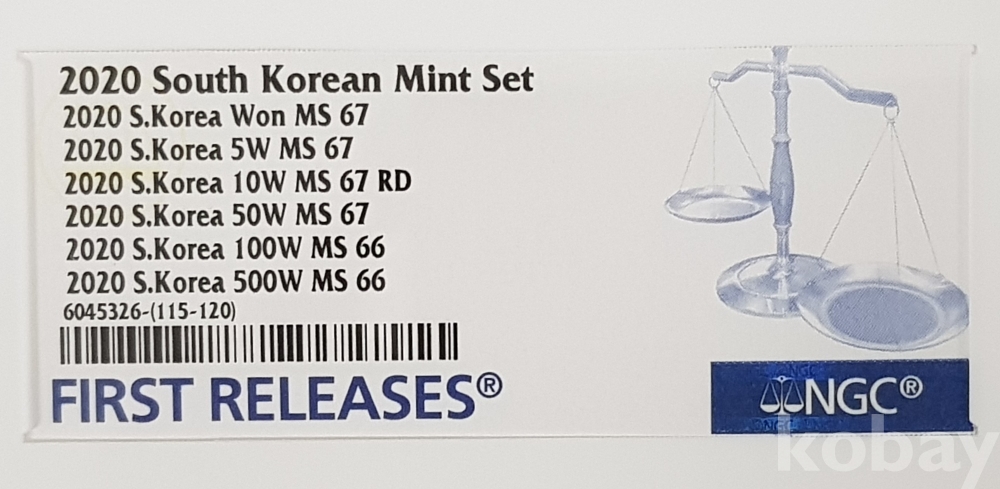 2020 South Korean Mint Set
2020 S.Korea Won MS 67
2020 S.Korea 5W MS 67
2020 S.Korea 10W MS 67 RD
2020 S.Korea 50W MS 67
2020 S.Korea 100W MS 66
2020 S.Korea 500W MS 66
6045326-(115-120)
FIRST RELEASES®
NGC®
kobay